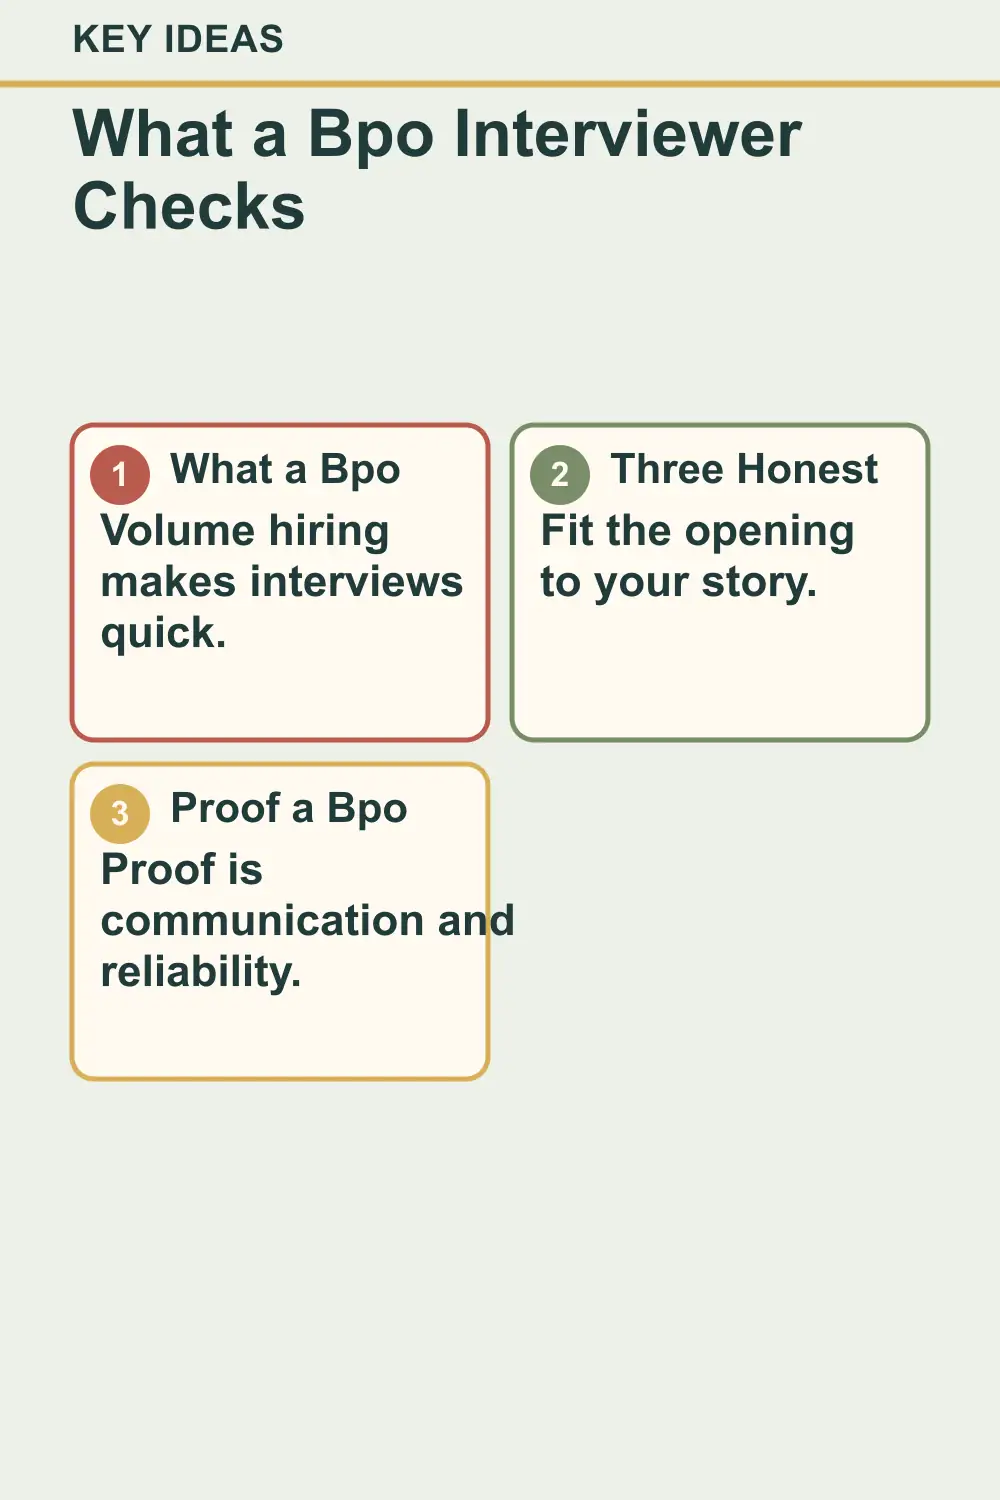 KEY IDEAS
What a Bpo Interviewer
Checks
1 What a Bpo
Volume hiring
makes interviews
quick.
2 Three Honest
Fit the opening
to your story.
3 Proof a Bpo
Proof is
communication and
reliability.